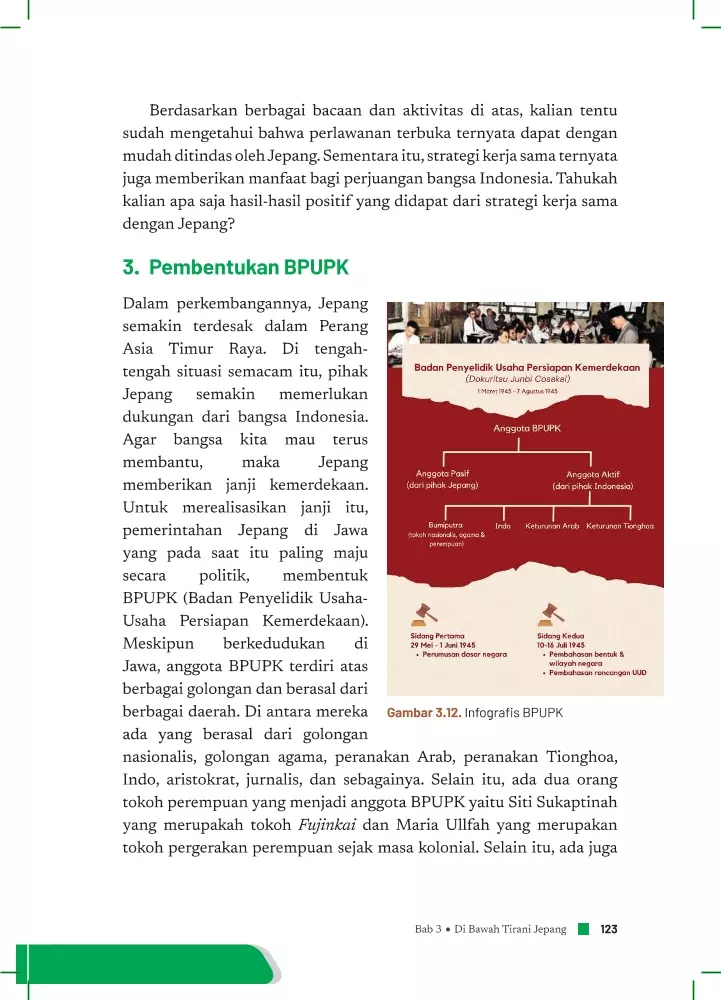 Berdasarkan berbagai bacaan dan aktivitas di atas, kalian tentu
sudah mengetahui bahwa perlawanan terbuka ternyata dapat dengan
mudah ditindas oleh Jepang. Sementara itu, strategi kerja sama ternyata
juga memberikan manfaat bagi perjuangan bangsa Indonesia. Tahukah
kalian apa saja hasil-hasil positif yang didapat dari strategi kerja sama
dengan Jepang?
3. Pembentukan BPUPK
Dalam perkembangannya, Jepang
semakin terdesak dalam Perang
Asia Timur Raya. Di tengah-
tengah situasi semacam itu, pihak
Jepang semakin memerlukan
dukungan dari bangsa Indonesia.
Agar bangsa kita mau terus
membantu, maka Jepang
memberikan janji kemerdekaan.
Untuk merealisasikan janji itu,
pemerintahan Jepang di Jawa
yang pada saat itu paling maju
secara politik, membentuk
BPUPK (Badan Penyelidik Usaha-
Usaha Persiapan Kemerdekaan).
Meskipun berkedudukan di
Jawa, anggota BPUPK terdiri atas
berbagai golongan dan berasal dari
berbagai daerah. Di antara mereka
ada yang berasal dari golongan
nasionalis, golongan agama, peranakan Arab, peranakan Tionghoa,
Indo, aristokrat, jurnalis, dan sebagainya. Selain itu, ada dua orang
tokoh perempuan yang menjadi anggota BPUPK yaitu Siti Sukaptinah
yang merupakah tokoh Fujinkai dan Maria Ullfah yang merupakan
tokoh pergerakan perempuan sejak masa kolonial. Selain itu, ada juga
Badan Penyelidik Usaha Persiapan Kemerdekaan
(Dokuritsu Junbi Cosakai)
1 Maret 1945 - 7 Agustus 1945
Anggota BPUPK
Anggota Pasif
(dari pihak Jepang)
Anggota Aktif
(dari pihak Indonesia)
Bumiputra
(tokoh nasionalis, agama &
perempuan)
Indo
Keturunan Arab
Keturunan Tionghoa
Sidang Pertama
29 Mei - 1 Juni 1945
• Perumusan dasar negara
Sidang Kedua
10-16 Juli 1945
• Pembahasan bentuk &
wilayah negara
• Pembahasan rancangan UUD
Gambar 3.12. Infografis BPUPK
Bab 3 • Di Bawah Tirani Jepang 123